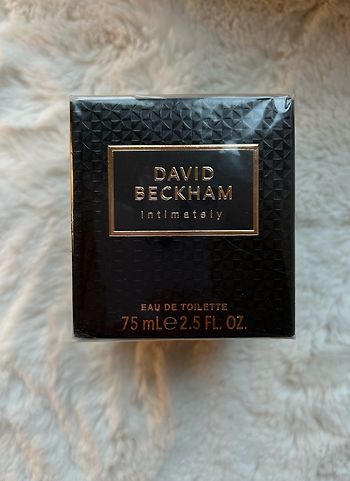 DAVID
BECKHAM
Intimately
EAU DE TOILETTE
75 mL ℮ 2.5 FL. OZ.